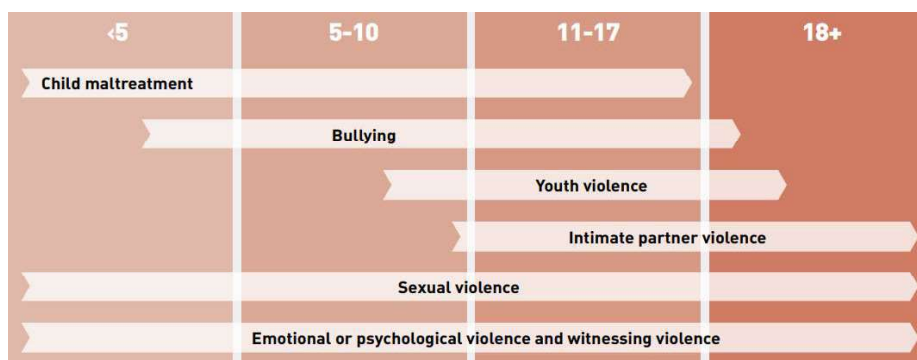 <5 5-10 11-17 18+
Child maltreatment
Bullying
Youth violence
Intimate partner violence
Sexual violence
Emotional or psychological violence and witnessing violence